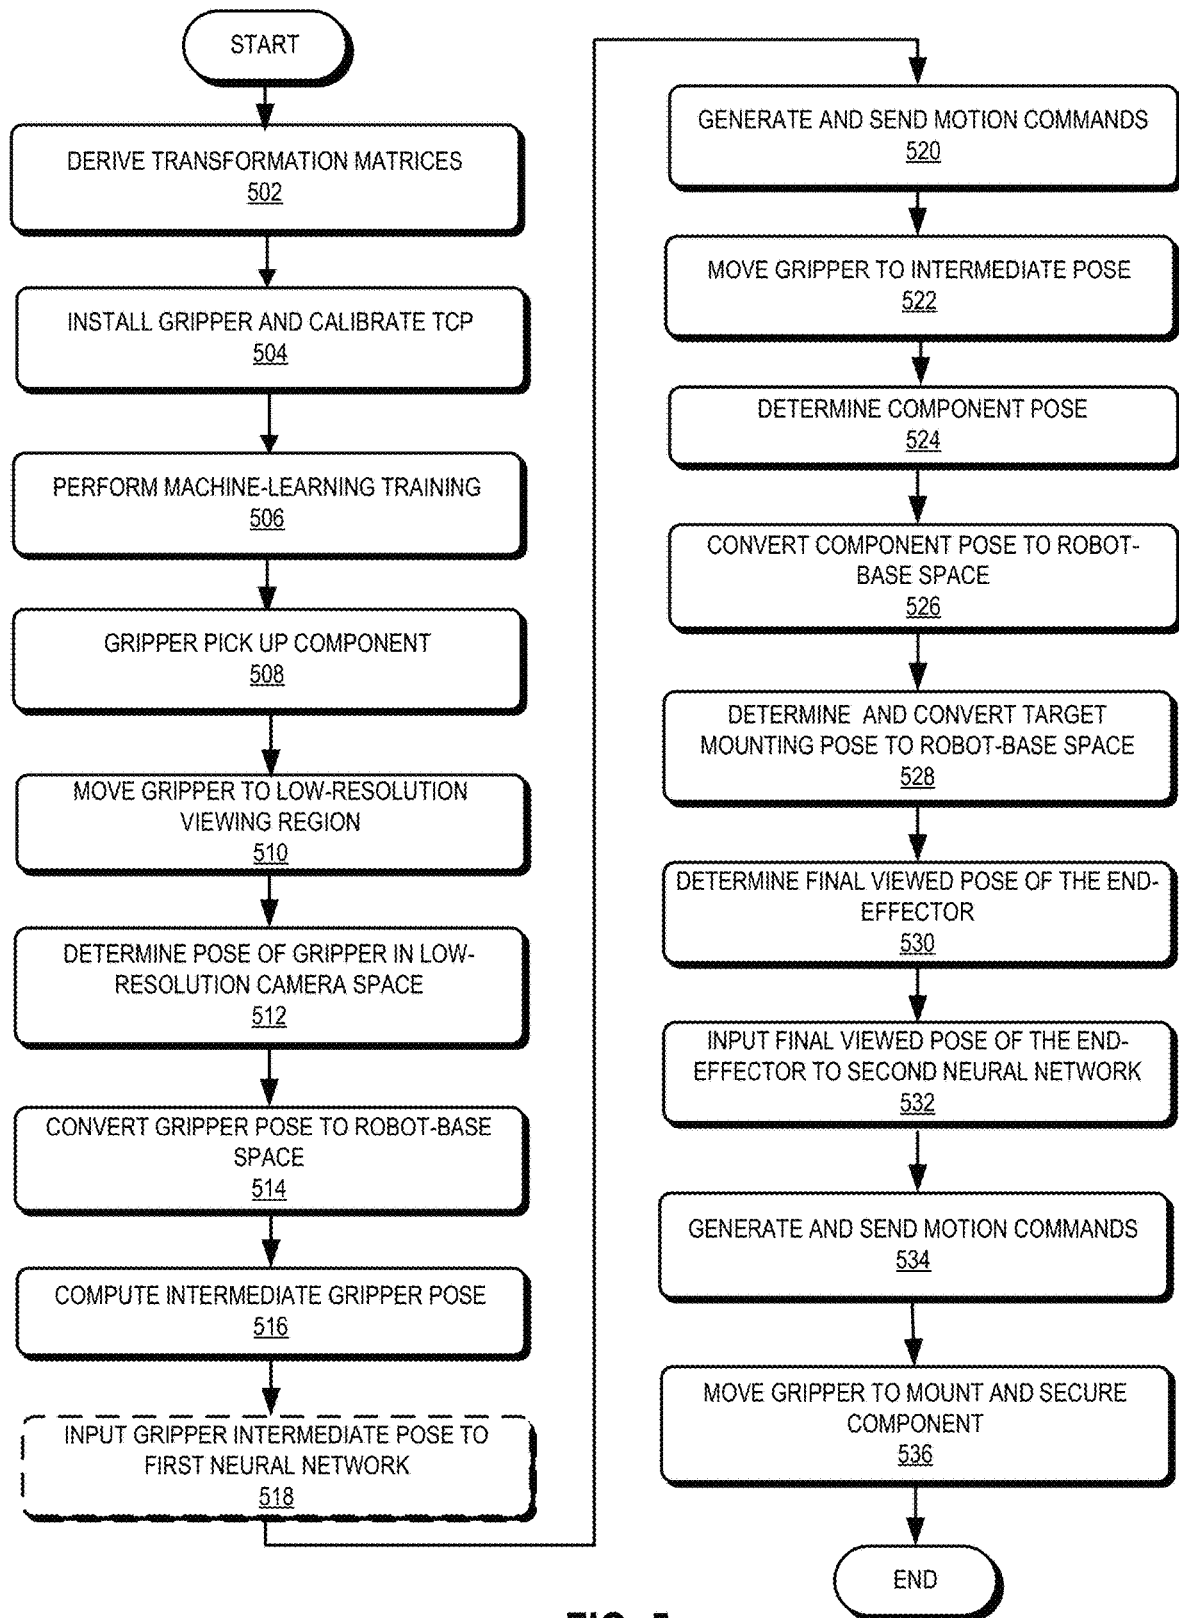 START
DERIVE TRANSFORMATION MATRICES
502
INSTALL GRIPPER AND CALIBRATE TCP
504
PERFORM MACHINE-LEARNING TRAINING
506
GRIPPER PICK UP COMPONENT
508
MOVE GRIPPER TO LOW-RESOLUTION
VIEWING REGION
510
DETERMINE POSE OF GRIPPER IN LOW-
RESOLUTION CAMERA SPACE
512
CONVERT GRIPPER POSE TO ROBOT-BASE
SPACE
514
COMPUTE INTERMEDIATE GRIPPER POSE
516
INPUT GRIPPER INTERMEDIATE POSE TO
FIRST NEURAL NETWORK
518
GENERATE AND SEND MOTION COMMANDS
520
MOVE GRIPPER TO INTERMEDIATE POSE
522
DETERMINE COMPONENT POSE
524
CONVERT COMPONENT POSE TO ROBOT-
BASE SPACE
526
DETERMINE AND CONVERT TARGET
MOUNTING POSE TO ROBOT-BASE SPACE
528
DETERMINE FINAL VIEWED POSE OF THE END-
EFFECTOR
530
INPUT FINAL VIEWED POSE OF THE END-
EFFECTOR TO SECOND NEURAL NETWORK
532
GENERATE AND SEND MOTION COMMANDS
534
MOVE GRIPPER TO MOUNT AND SECURE
COMPONENT
536
END